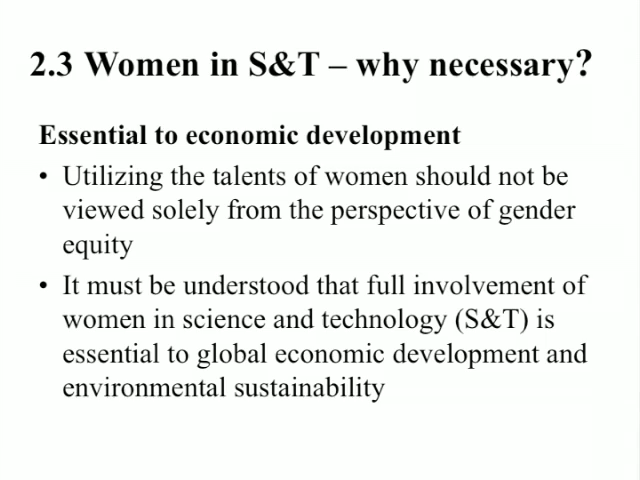 2.3 Women in S&T – why necessary?
Essential to economic development
• Utilizing the talents of women should not be
viewed solely from the perspective of gender
equity
• It must be understood that full involvement of
women in science and technology (S&T) is
essential to global economic development and
environmental sustainability